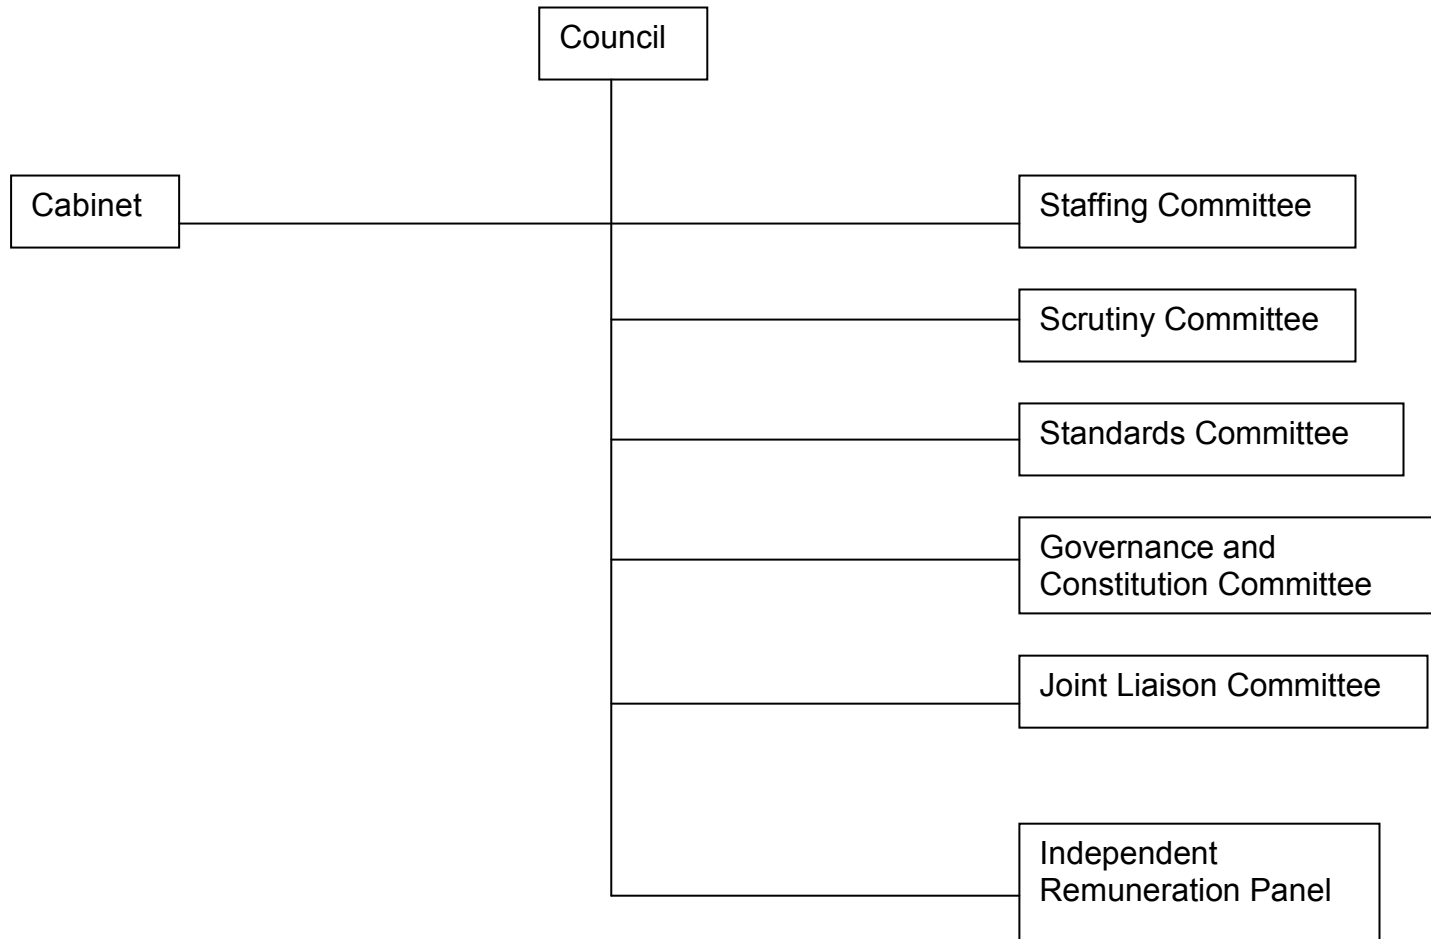 Council
Cabinet
Staffing Committee
Scrutiny Committee
Standards Committee
Governance and
Constitution Committee
Joint Liaison Committee
Independent
Remuneration Panel